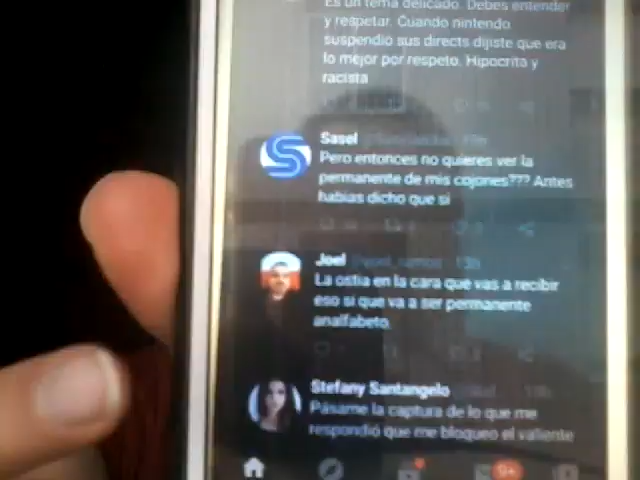 Es un tema delicado. Debes entender
y respetar. Cuando nintendo
suspendió sus directs dijiste que era
lo mejor por respeto. Hipocrita y
racista
Sasel
Pero entonces no quieres ver la
permanente de mis cojones??? Antes
habias dicho que si
Joel 13h
La ostia en la cara que vas a recibir
eso si que va a ser permanente
analfabeto.
Stefany Santangelo
Pásame la captura de lo que me
respondió que me bloqueo el valiente
9+